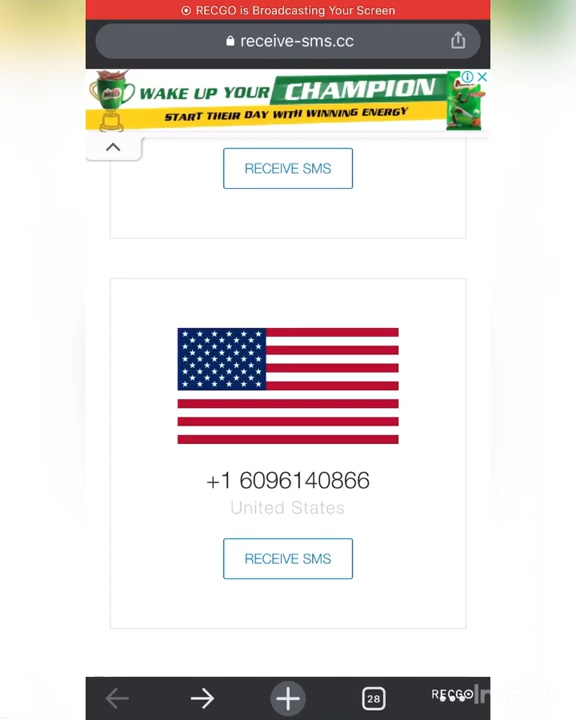 RECGO is Broadcasting Your Screen
receive-sms.cc
MILO
WAKE UP YOUR CHAMPION
START THEIR DAY WITH WINNING ENERGY
RECEIVE SMS
+1 6096140866
United States
RECEIVE SMS
28
RECGO